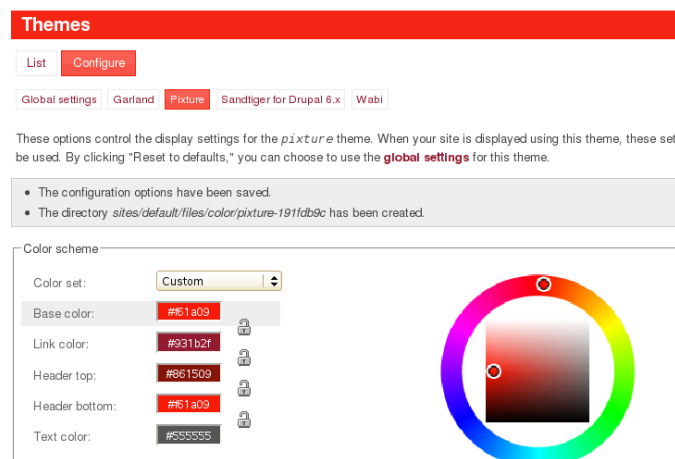 Themes
List Configure
Global settings Garland Pixture Sandtiger for Drupal 6.x Wabi
These options control the display settings for the pixture theme. When your site is displayed using this theme, these set
be used. By clicking "Reset to defaults," you can choose to use the global settings for this theme.
The configuration options have been saved.
The directory sites/default/files/color/pixture-191fdb9c has been created.
Color scheme
Color set: Custom
Base color: #f61a09
Link color: #931b2f
Header top: #861509
Header bottom: #f61a09
Text color: #555555